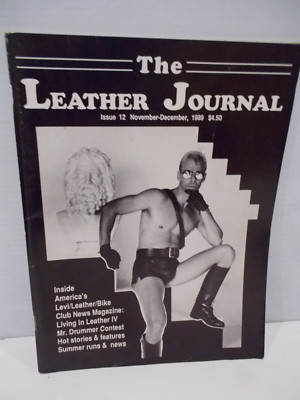 The
LEATHER JOURNAL
Issue 12 November-December, 1989 $4.50
Inside
America's
Levi/Leather/Bike
Club News Magazine:
Living In Leather IV
Mr. Drummer Contest
Hot stories & features
Summer runs & news